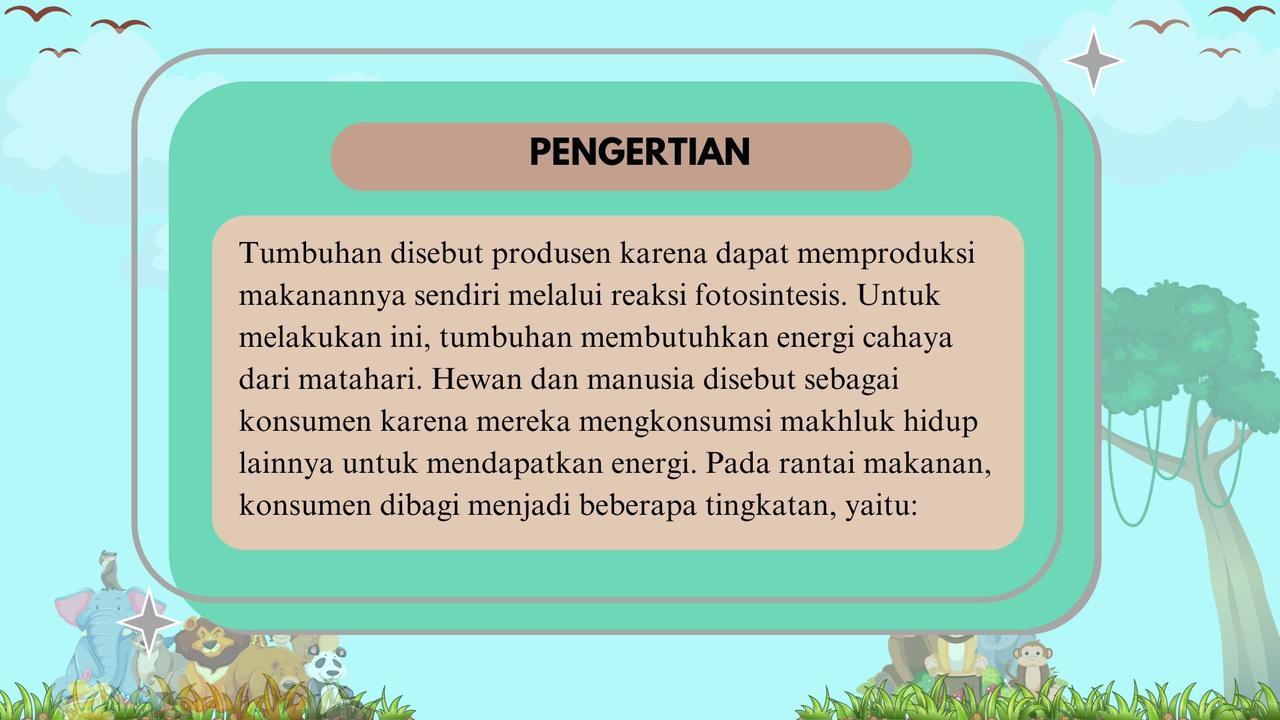 PENGERTIAN
Tumbuhan disebut produsen karena dapat memproduksi
makanannya sendiri melalui reaksi fotosintesis. Untuk
melakukan ini, tumbuhan membutuhkan energi cahaya
dari matahari. Hewan dan manusia disebut sebagai
konsumen karena mereka mengkonsumsi makhluk hidup
lainnya untuk mendapatkan energi. Pada rantai makanan,
konsumen dibagi menjadi beberapa tingkatan, yaitu: